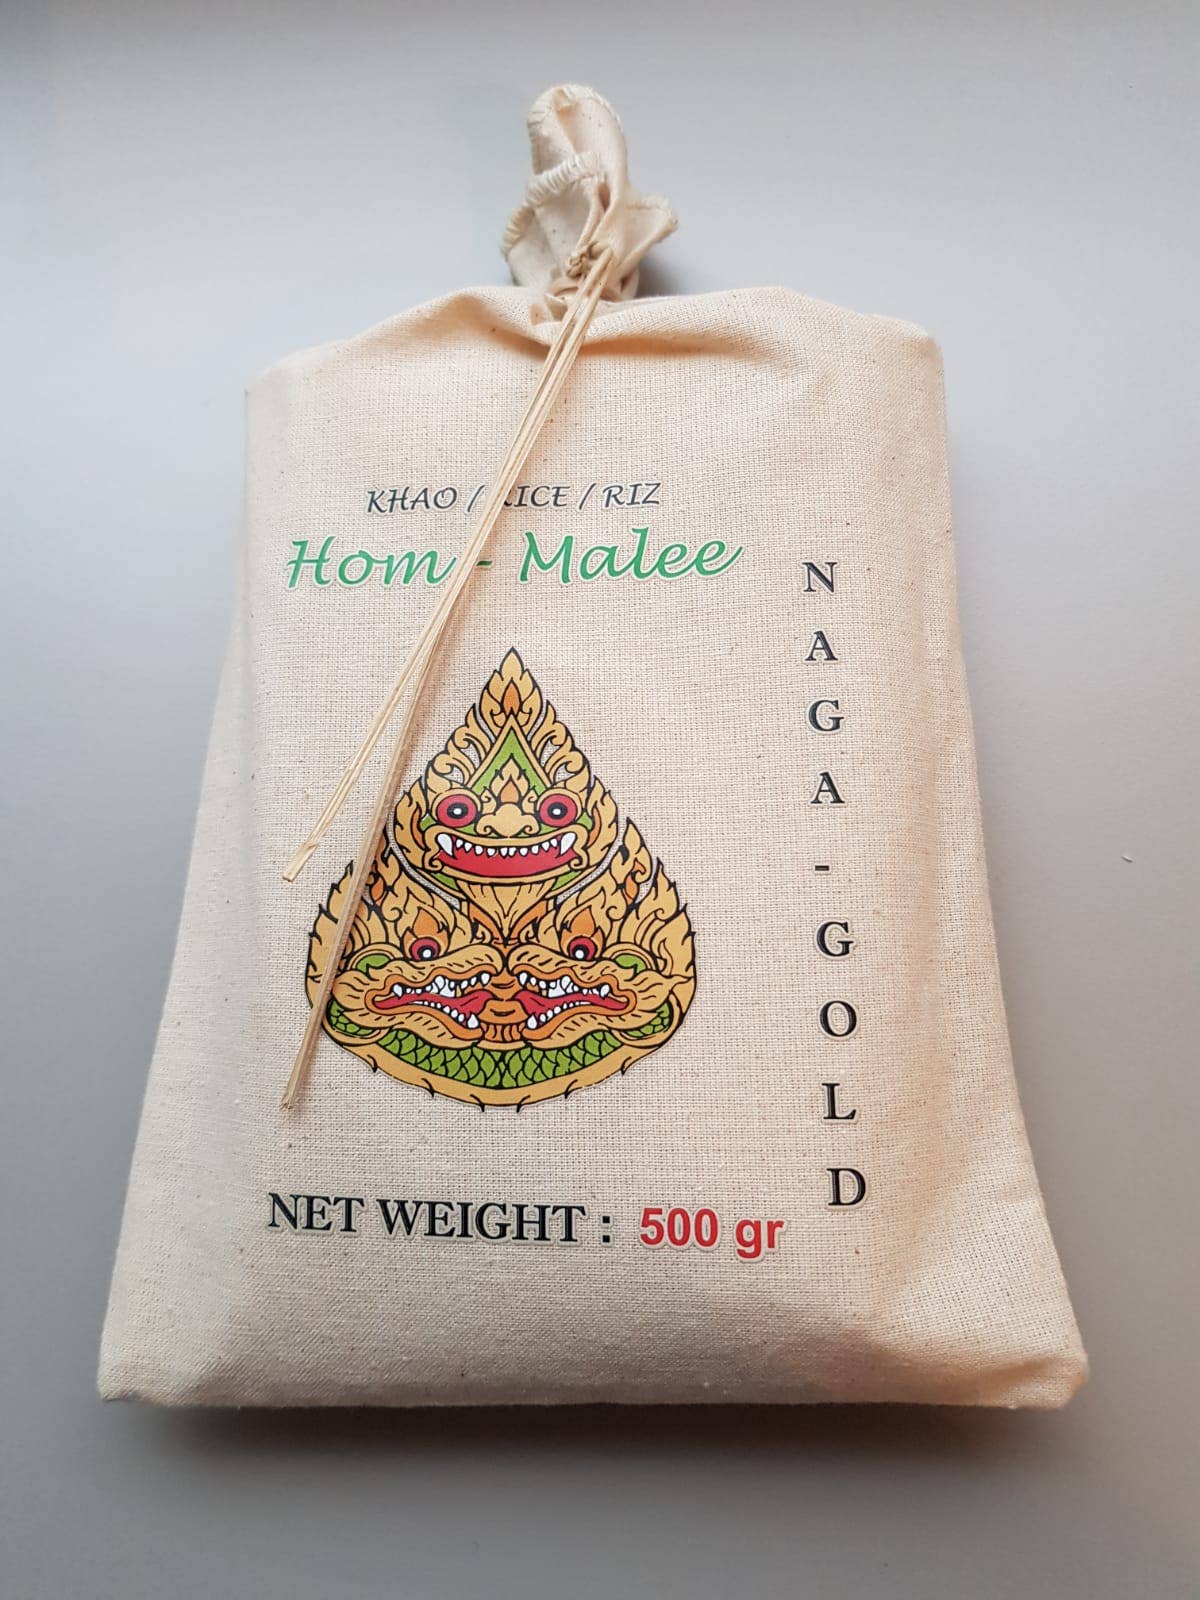 KHAO / RICE / RIZ
Hom - Malee
NAGA-GOLD
NET WEIGHT : 500 gr